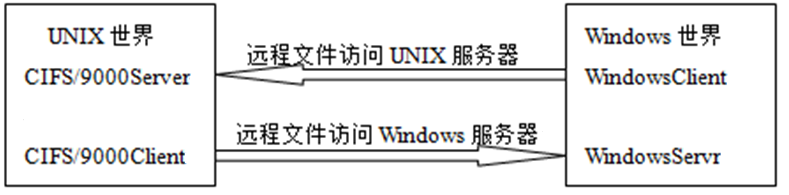 UNIX 世界
Windows 世界
远程文件访问 UNIX 服务器
CIFS/9000Server
WindowsClient
远程文件访问 Windows 服务器
CIFS/9000Client
WindowsServr